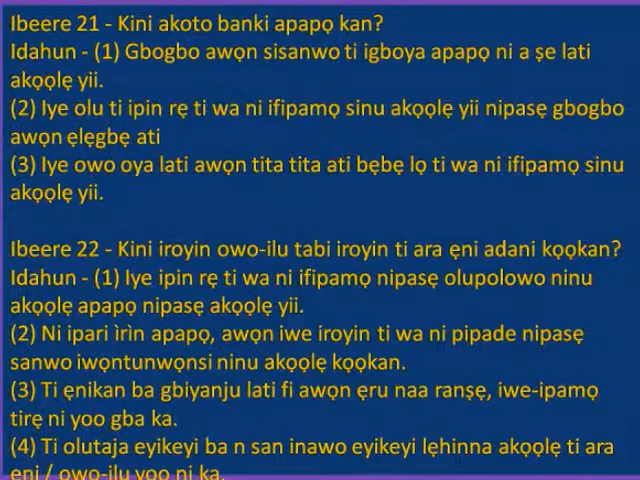 Ibeere 21 - Kini akoto banki apapọ kan?
Idahun - (1) Gbogbo awọn sisanwo ti igboya apapọ ni a ṣe lati
akọọlẹ yii.
(2) Iye olu ti ipin rẹ ti wa ni ifipamọ sinu akọọlẹ yii nipasẹ gbogbo
awọn ẹlẹgbẹ ati
(3) Iye owo oya lati awọn tita tita ati bẹbẹ lọ ti wa ni ifipamọ sinu
akọọlẹ yii.
Ibeere 22 - Kini iroyin owo-ilu tabi iroyin ti ara ẹni adani kọọkan?
Idahun - (1) Iye ipin rẹ ti wa ni ifipamọ nipasẹ olupolowo ninu
akọọlẹ apapọ nipasẹ akọọlẹ yii.
(2) Ni ipari ìrìn apapọ, awọn iwe iroyin ti wa ni pipade nipasẹ
sanwo iwọntunwọnsi ninu akọọlẹ kọọkan.
(3) Ti ẹnikan ba gbiyanju lati fi awọn ẹru naa ranṣẹ, iwe-ipamọ
tirẹ ni yoo gba ka.
(4) Ti olutaja eyikeyi ba n san inawo eyikeyi lẹhinna akọọlẹ ti ara
ẹni / owo-ilu yoo ni ka.